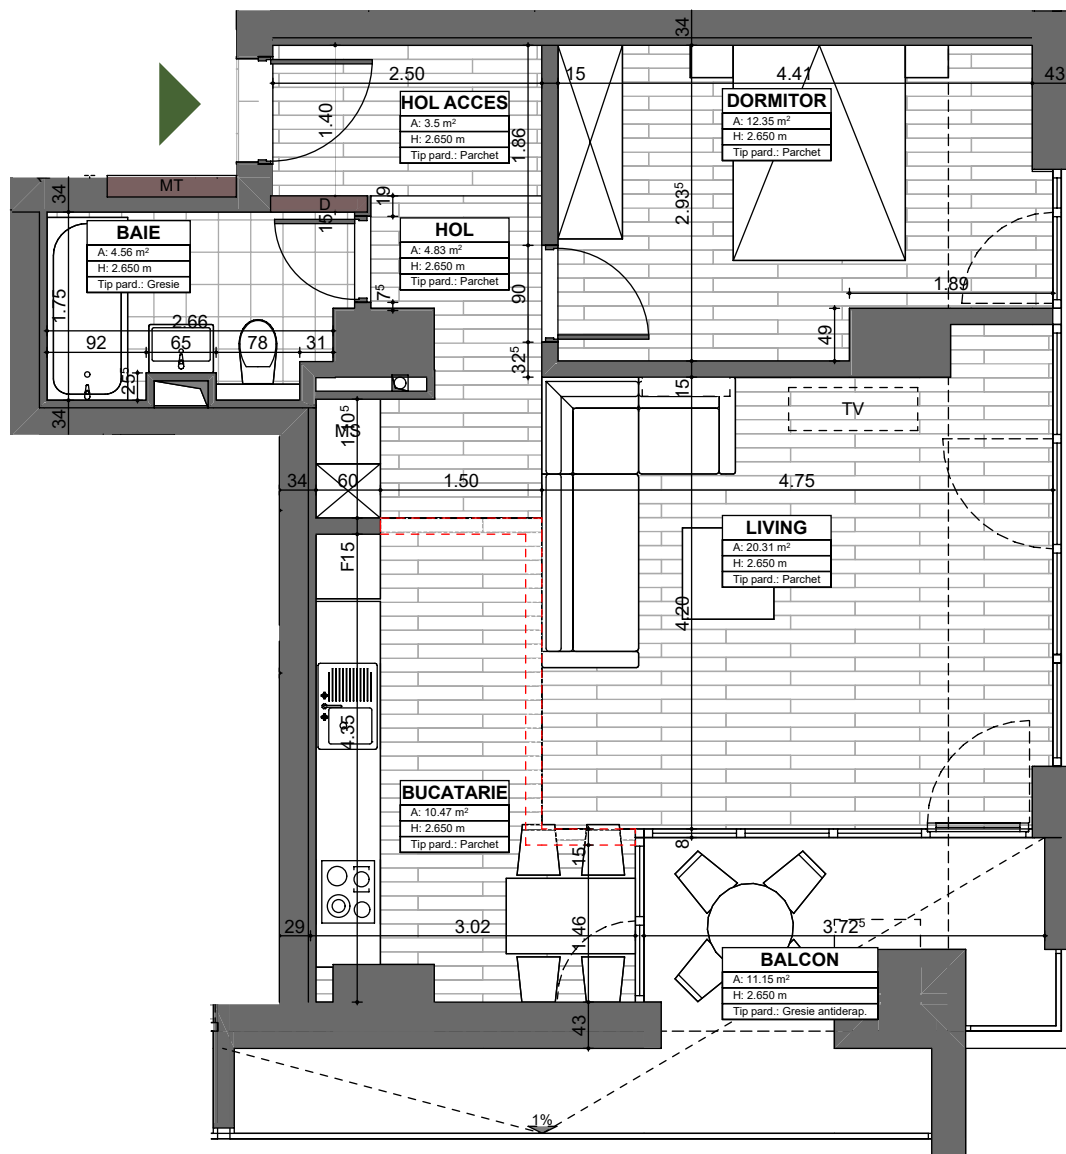 34
2.50
15
4.41
43
HOL ACCES
A: 3.5 m²
H: 2.650 m
Tip pard.: Parchet
DORMITOR
A: 12.35 m²
H: 2.650 m
Tip pard.: Parchet
1.40
1.86
MT
D
34
15
19
2.93⁵
BAIE
A: 4.56 m²
H: 2.650 m
Tip pard.: Gresie
HOL
A: 4.83 m²
H: 2.650 m
Tip pard.: Parchet
1.75
7⁵
90
1.89
2.66
92
65
78
31
49
32⁵
25⁵
15
34
1.10⁵
MS
TV
34
60
1.50
4.75
LIVING
A: 20.31 m²
H: 2.650 m
Tip pard.: Parchet
F15
4.20
4.35
BUCATARIE
A: 10.47 m²
H: 2.650 m
Tip pard.: Parchet
15
8
29
3.02
1.46
3.72⁵
BALCON
A: 11.15 m²
H: 2.650 m
Tip pard.: Gresie antiderap.
43
1%